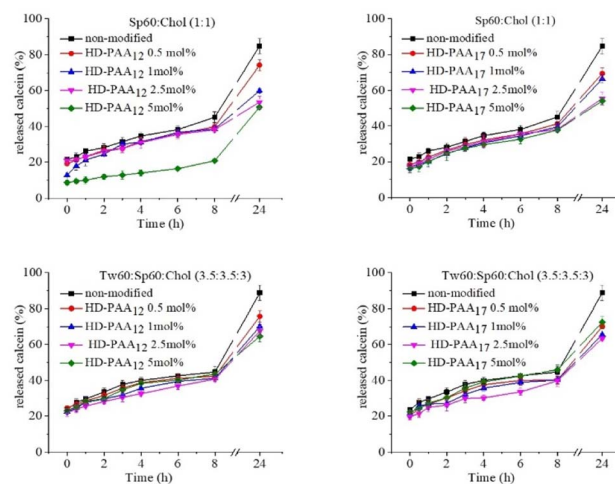 Sp60:Chol (1:1)
100
80
60
40
20
0
released calcein (%)
non-modified
HD-PAA12 0.5 mol%
HD-PAA12 1mol%
HD-PAA12 2.5mol%
HD-PAA12 5mol%
0 2 4 6 8 24
Time (h)
Sp60:Chol (1:1)
100
80
60
40
20
0
released calcein (%)
non-modified
HD-PAA17 0.5 mol%
HD-PAA17 1mol%
HD-PAA17 2.5mol%
HD-PAA17 5mol%
0 2 4 6 8 24
Time (h)
Tw60:Sp60:Chol (3.5:3.5:3)
100
80
60
40
20
0
released calcein (%)
non-modified
HD-PAA12 0.5 mol%
HD-PAA12 1mol%
HD-PAA12 2.5mol%
HD-PAA12 5mol%
0 2 4 6 8 24
Time (h)
Tw60:Sp60:Chol (3.5:3.5:3)
100
80
60
40
20
0
released calcein (%)
non-modified
HD-PAA17 0.5 mol%
HD-PAA17 1mol%
HD-PAA17 2.5mol%
HD-PAA17 5mol%
0 2 4 6 8 24
Time (h)